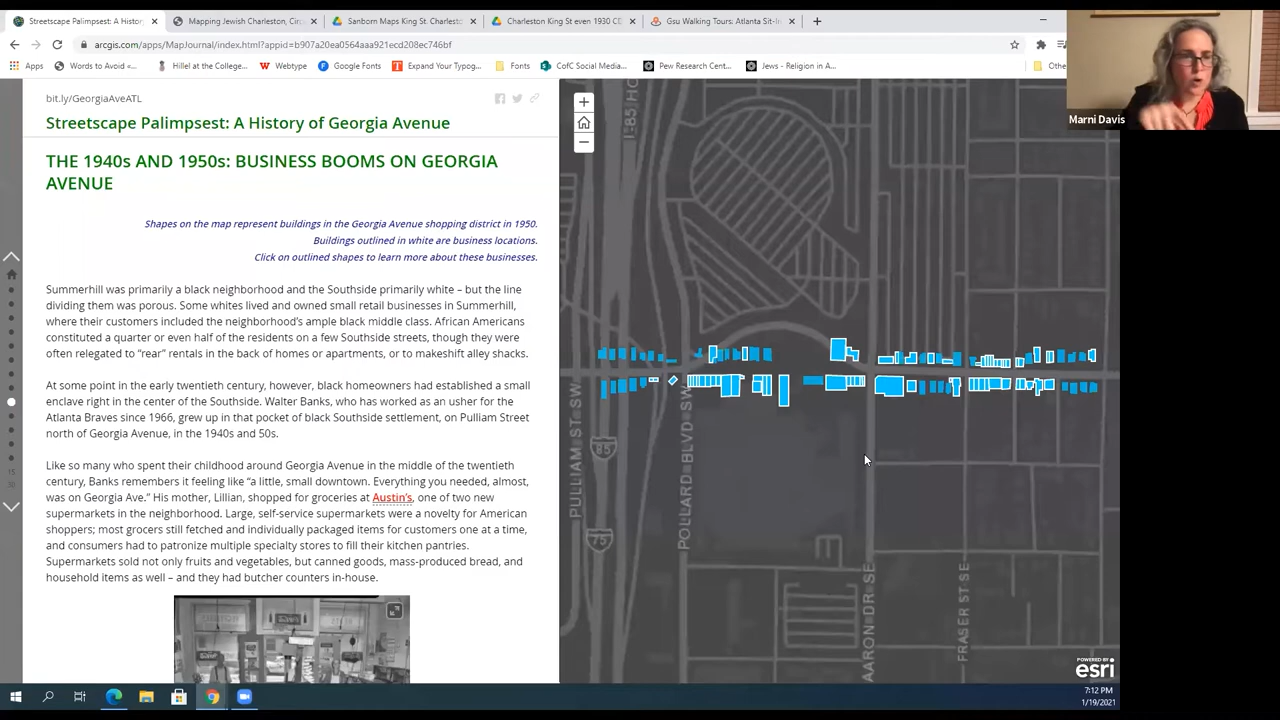 Streetscape Palimpsest: A Histor
Mapping Jewish Charleston, Circ
Sanborn Maps King St. Charlesto
Charleston King St even 1930 CD
Gsu Walking Tours: Atlanta Sit-In
arcgis.com/apps/MapJournal/index.html?appid=b907a20ea0564aaa921ecd208ec746bf
Apps
Words to Avoid «...
Hillel at the College...
Webtype
Google Fonts
Expand Your Typog...
Fonts
CofC Social Media...
Pew Research Cente...
Jews - Religion in A...
Marni Davis
bit.ly/GeorgiaAveATL
Streetscape Palimpsest: A History of Georgia Avenue
THE 1940s AND 1950s: BUSINESS BOOMS ON GEORGIA
AVENUE
Shapes on the map represent buildings in the Georgia Avenue shopping district in 1950.
Buildings outlined in white are business locations.
Click on outlined shapes to learn more about these businesses.
Summerhill was primarily a black neighborhood and the Southside primarily white – but the line
dividing them was porous. Some whites lived and owned small retail businesses in Summerhill,
where their customers included the neighborhood's ample black middle class. African Americans
constituted a quarter or even half of the residents on a few Southside streets, though they were
often relegated to "rear" rentals in the back of homes or apartments, or to makeshift alley shacks.
At some point in the early twentieth century, however, black homeowners had established a small
enclave right in the center of the Southside. Walter Banks, who has worked as an usher for the
Atlanta Braves since 1966, grew up in that pocket of black Southside settlement, on Pulliam Street
north of Georgia Avenue, in the 1940s and 50s.
Like so many who spent their childhood around Georgia Avenue in the middle of the twentieth
century, Banks remembers it feeling like "a little, small downtown. Everything you needed, almost,
was on Georgia Ave." His mother, Lillian, shopped for groceries at Austin's, one of two new
supermarkets in the neighborhood. Large, self-service supermarkets were a novelty for American
shoppers; most grocers still fetched and individually packaged items for customers one at a time,
and consumers had to patronize multiple specialty stores to fill their kitchen pantries.
Supermarkets sold not only fruits and vegetables, but canned goods, mass-produced bread, and
household items as well – and they had butcher counters in-house.
PULLIAM ST SW
POLLARD BLVD SW
AARON DR SE
FRASER ST SE
85
75
POWERED BY
esri
7:12 PM
1/19/2021